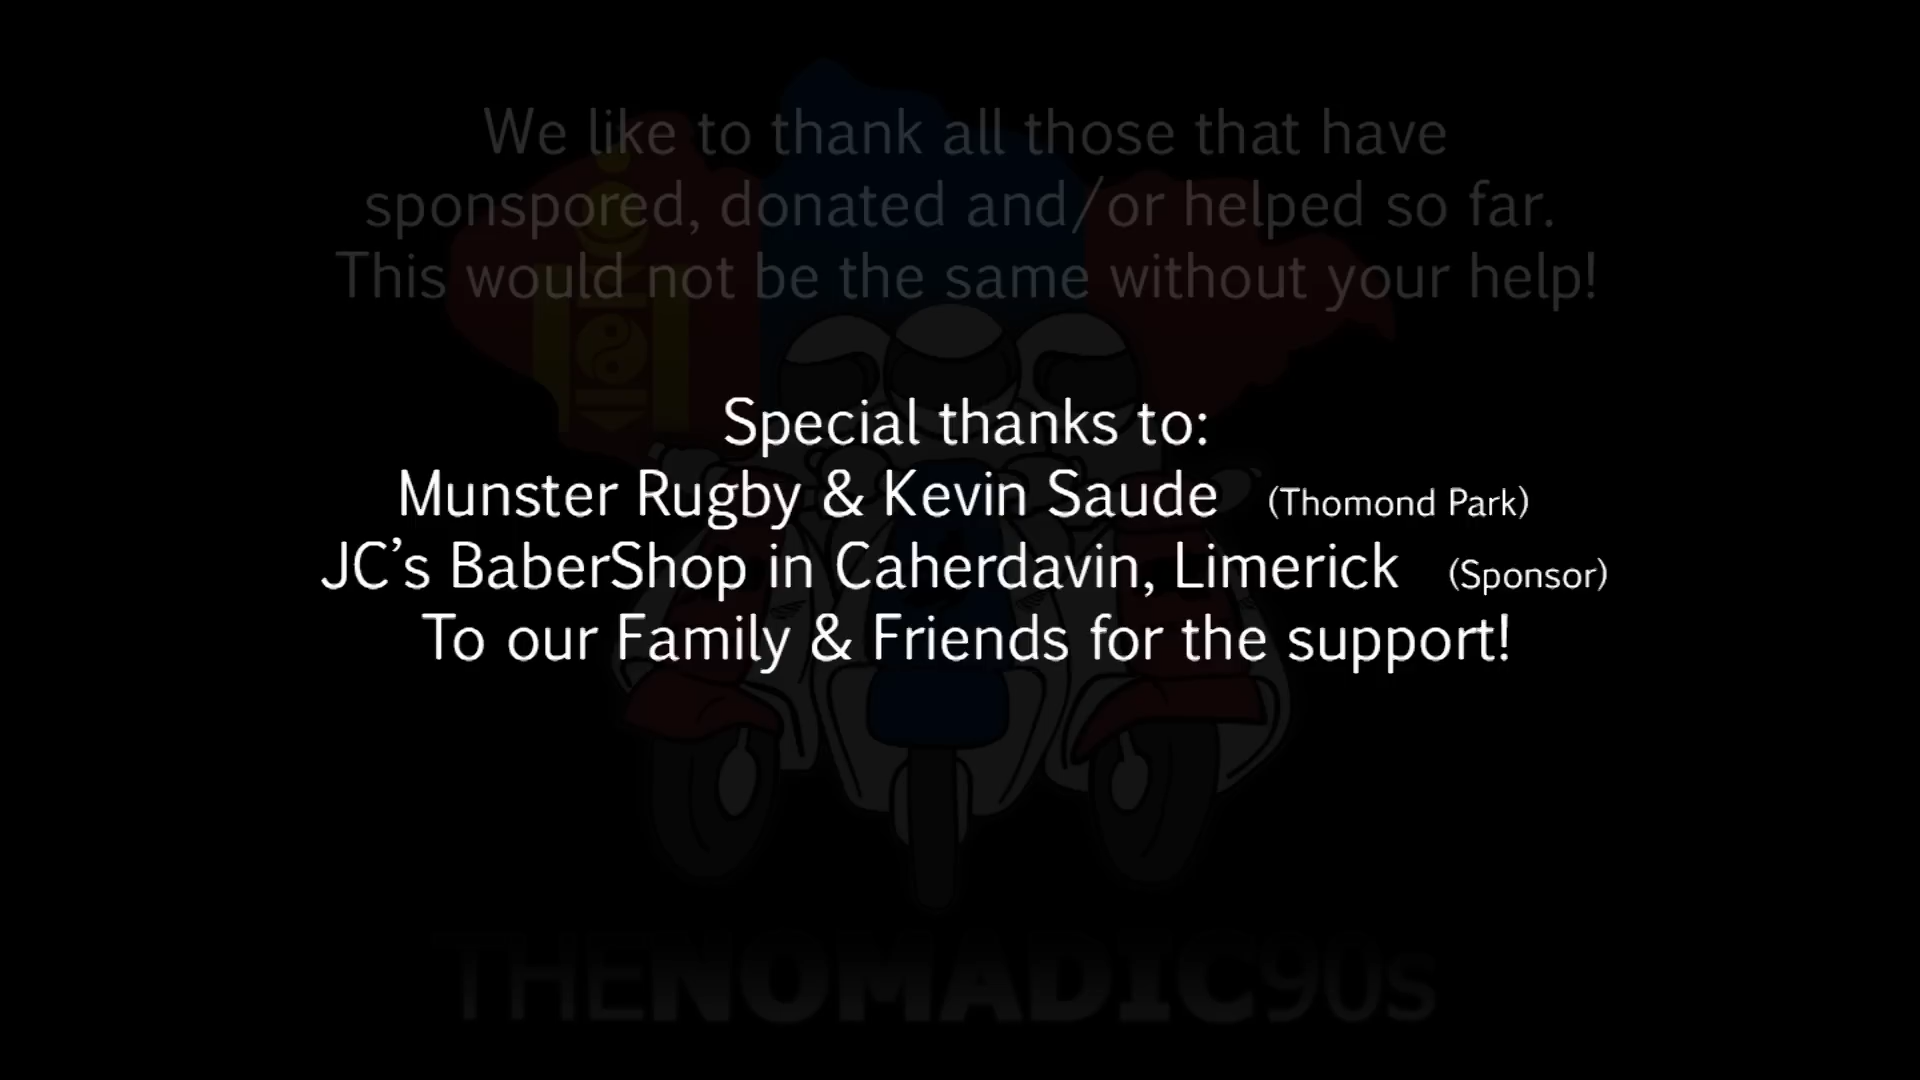 We like to thank all those that have
sponspored, donated and/or helped so far.
This would not be the same without your help!
Special thanks to:
Munster Rugby & Kevin Saude (Thomond Park)
JC’s BaberShop in Caherdavin, Limerick (Sponsor)
To our Family & Friends for the support!
THENOMADIC90s